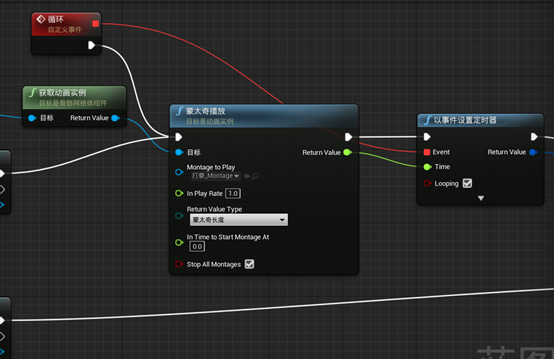 循环
自定义事件
获取动画实例
目标是骨骼网格体组件
目标
Return Value
蒙太奇播放
目标是动画实例
目标
Return Value
Montage to Play
打拳_Montage
In Play Rate
1.0
Return Value Type
蒙太奇长度
In Time to Start Montage At
0.0
Stop All Montages
以事件设置定时器
Event
Return Value
Time
Looping
蓝图